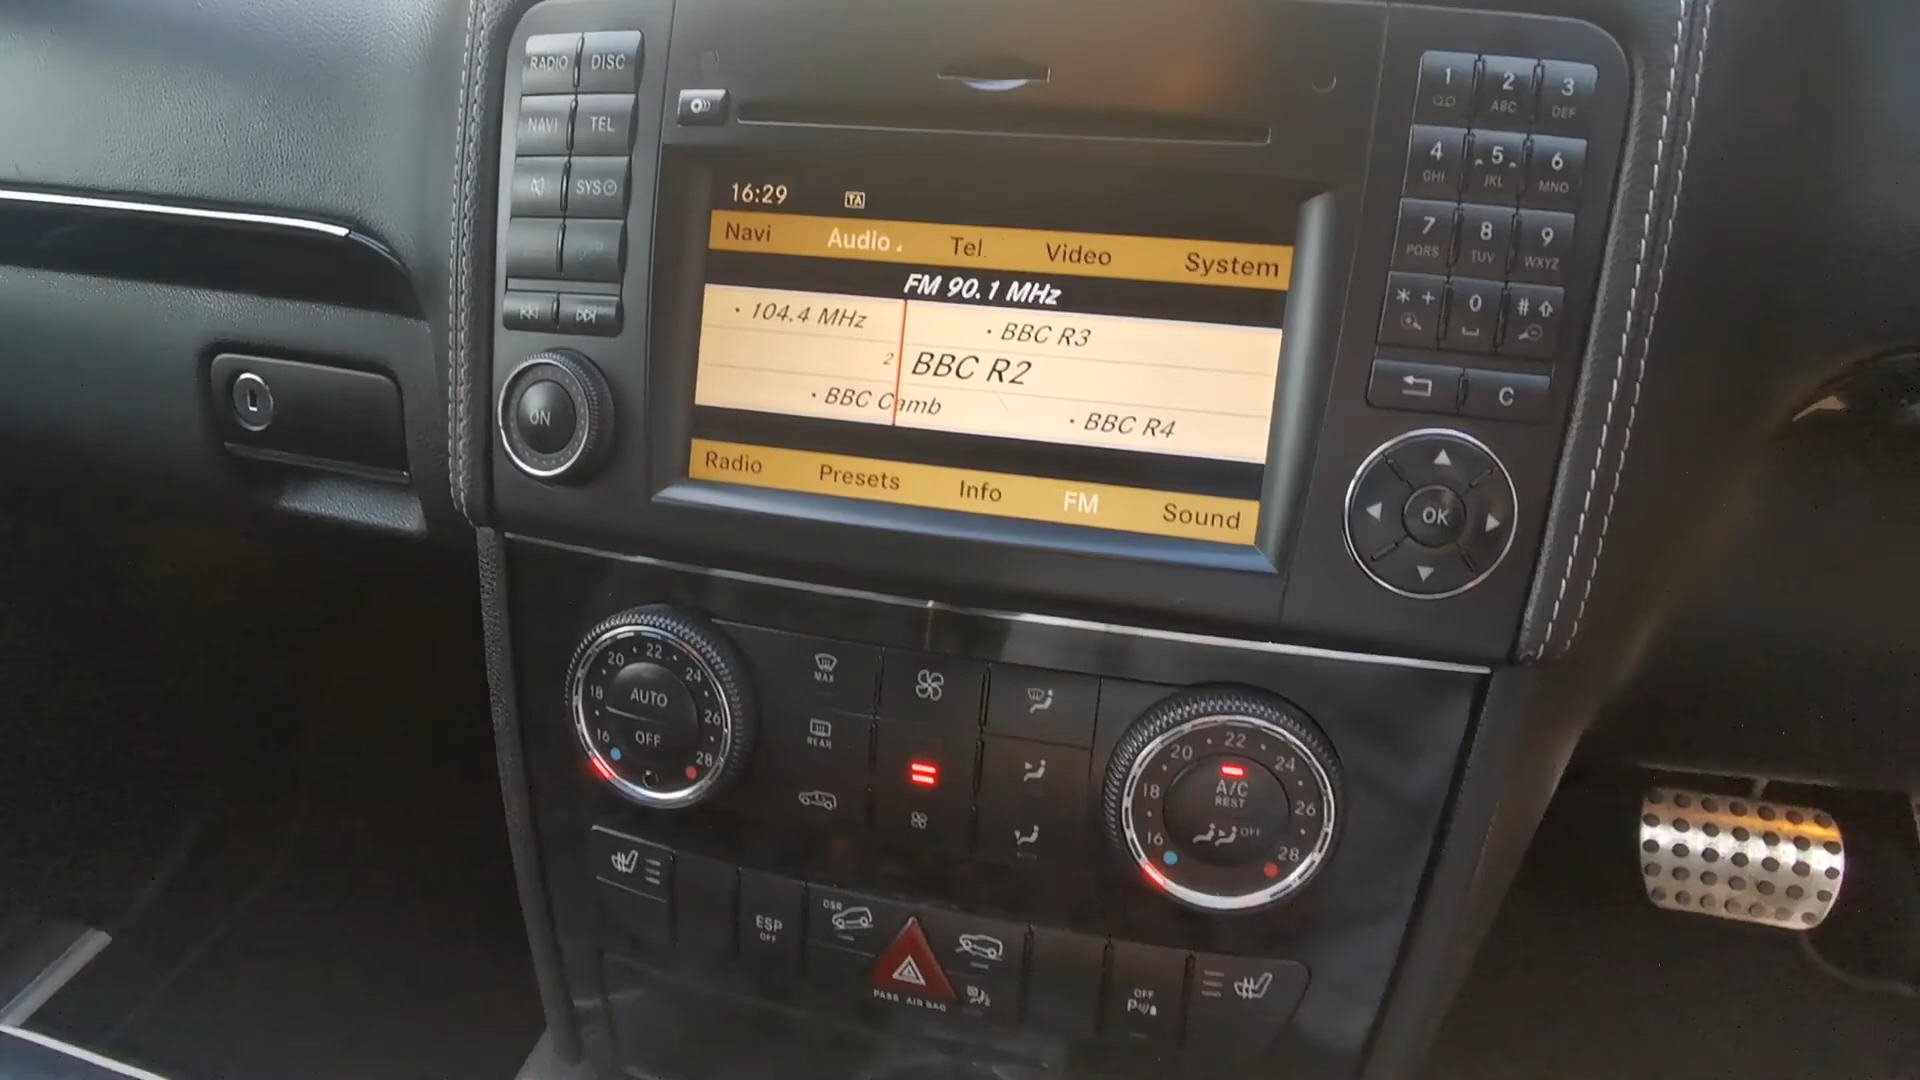 RADIO DISC
NAVI TEL
SYS
ON
16:29 TA
Navi Audio Tel Video System
FM 90.1 MHz
104.4 MHz BBC R3
2 BBC R2
BBC Camb BBC R4
Radio Presets Info FM Sound
1 2 3
ABC DEF
4 5 6
GHI JKL MNO
7 8 9
PQRS TUV WXYZ
* + 0 #
C
OK
16 18 20 22 24 26 28
AUTO
OFF
MAX
REAR
16 18 20 22 24 26 28
A/C
REST
OFF
ESP
OFF
DSR
PASS AIR BAG
OFF